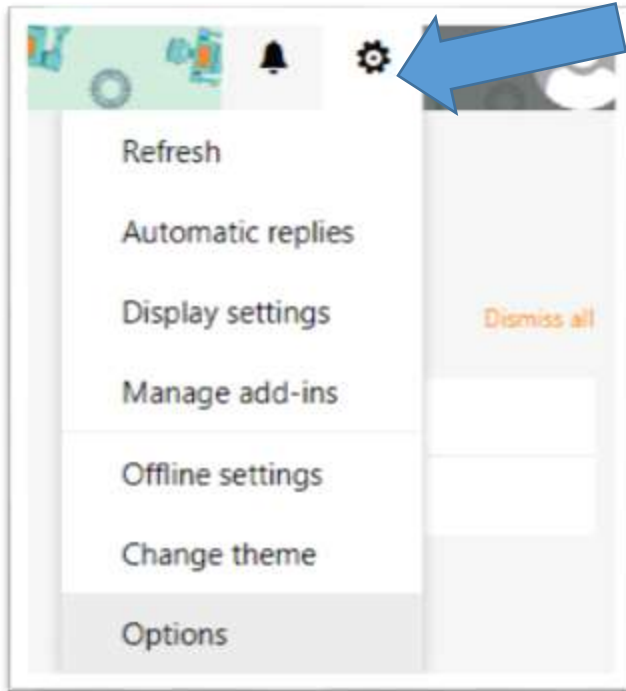 Refresh
Automatic replies
Display settings
Dismiss all
Manage add-ins
Offline settings
Change theme
Options